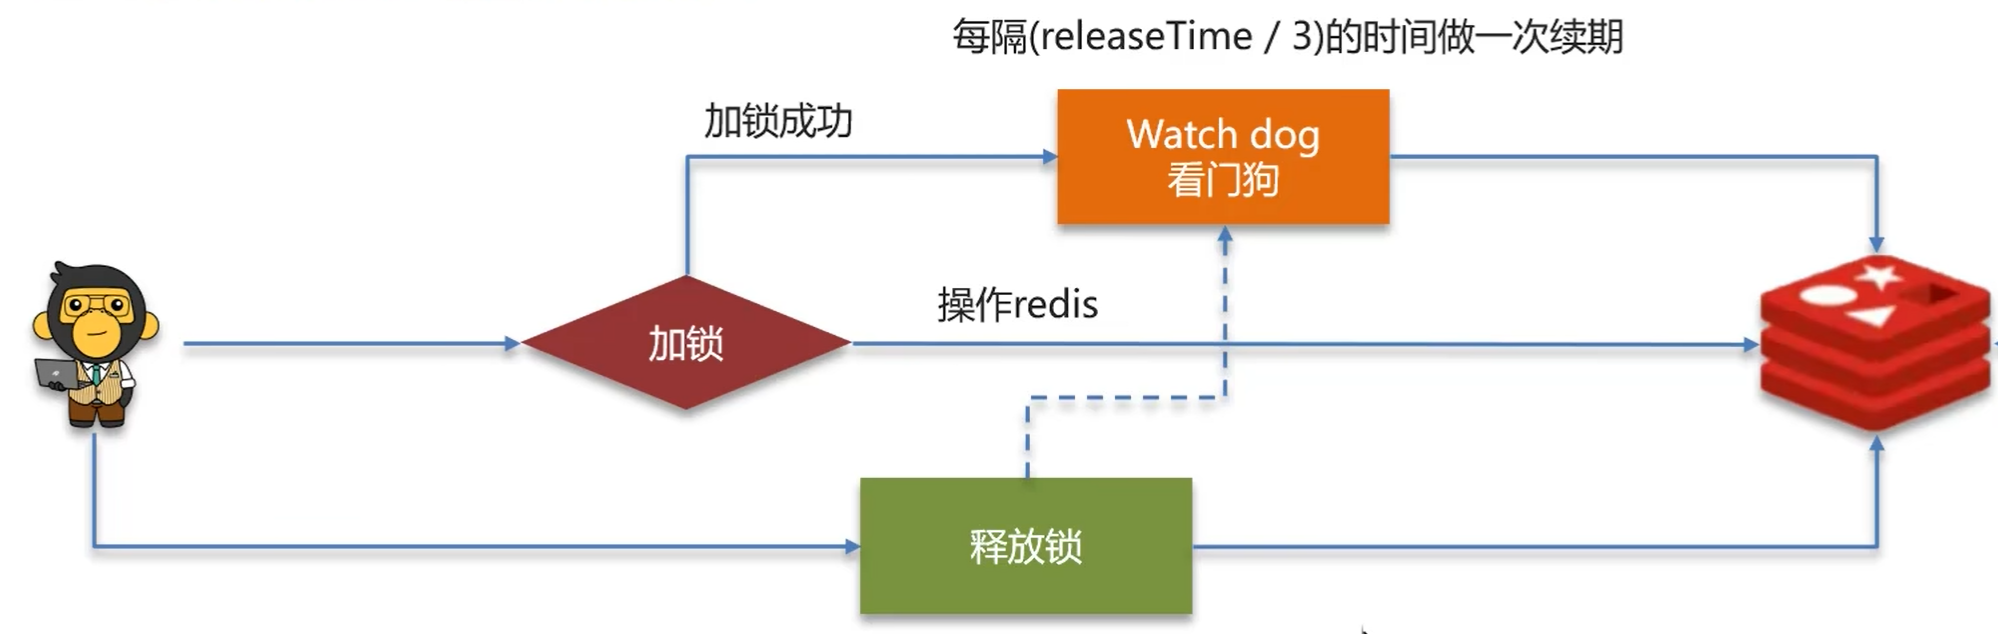 每隔(releaseTime / 3)的时间做一次续期
加锁成功
Watch dog
看门狗
操作redis
加锁
释放锁